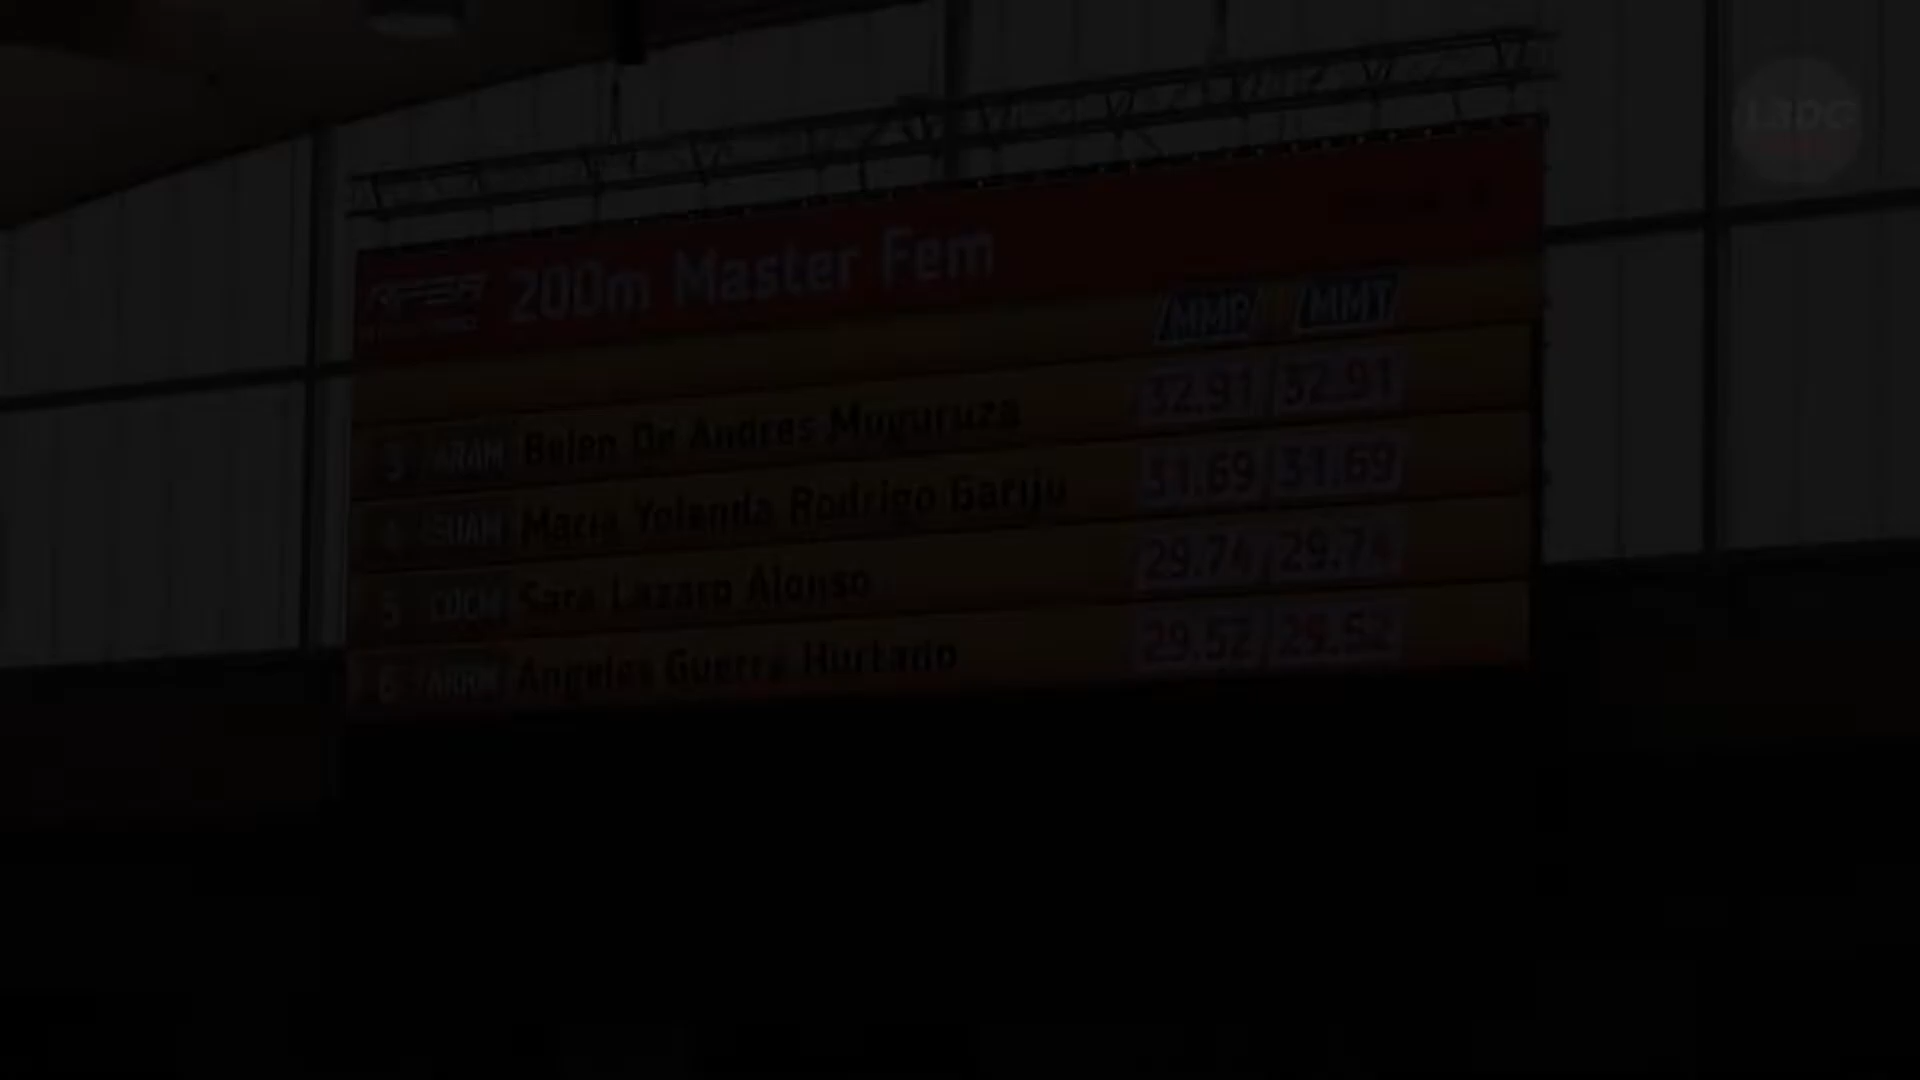 200m Master Fem
MMP MMT
3 ARAM Belen De Andres Muguruza 32.91 32.91
Maria Yolanda Rodrigo Garijo 31.69 31.69
5 Sara Lazaro Alonso 29.74 29.74
6 Angeles Guerra Hurtado 29.52 29.52